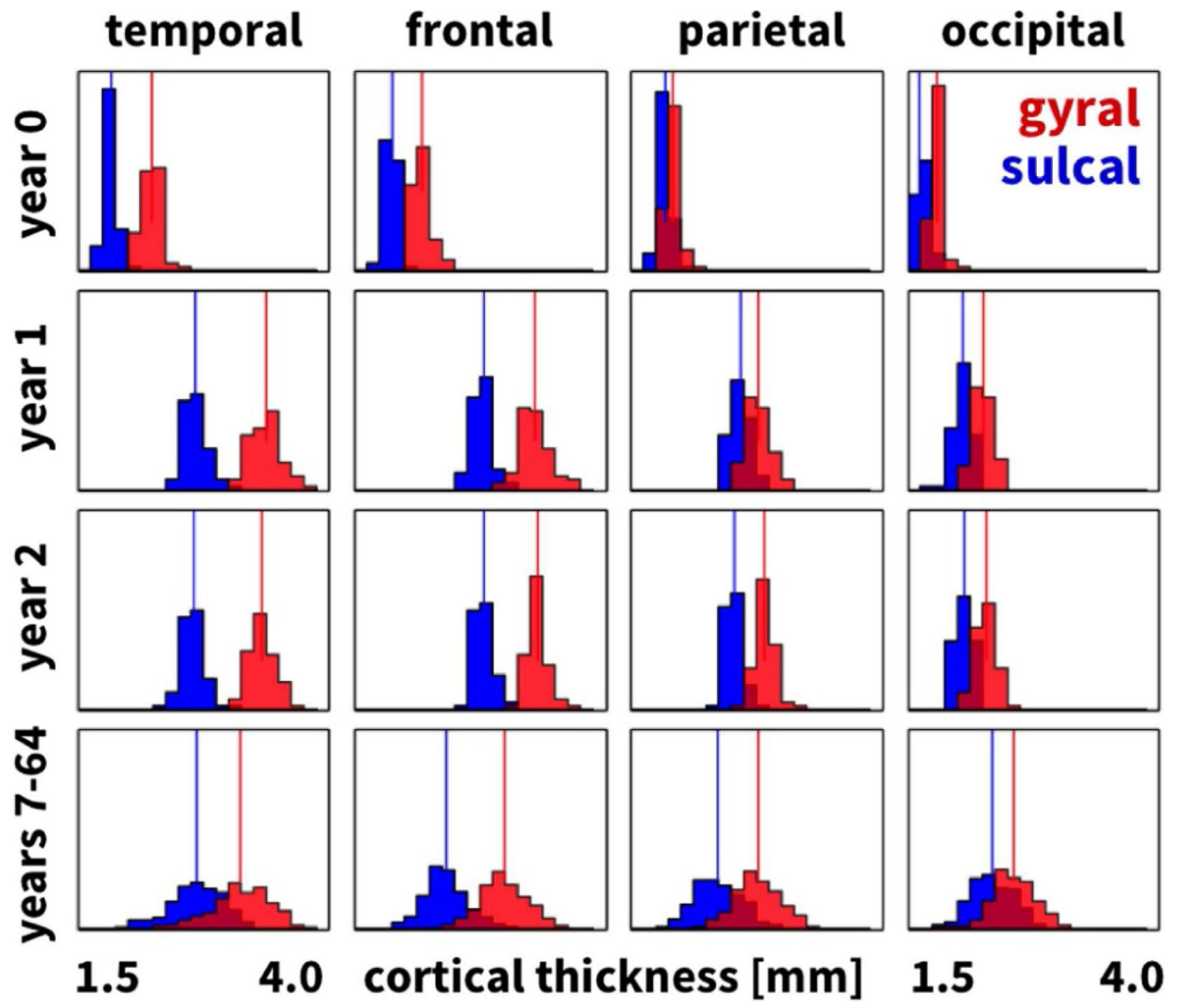 temporal frontal parietal occipital
year 0
gyral
sulcal
year 1
year 2
years 7-64
1.5 4.0 cortical thickness [mm] 1.5 4.0